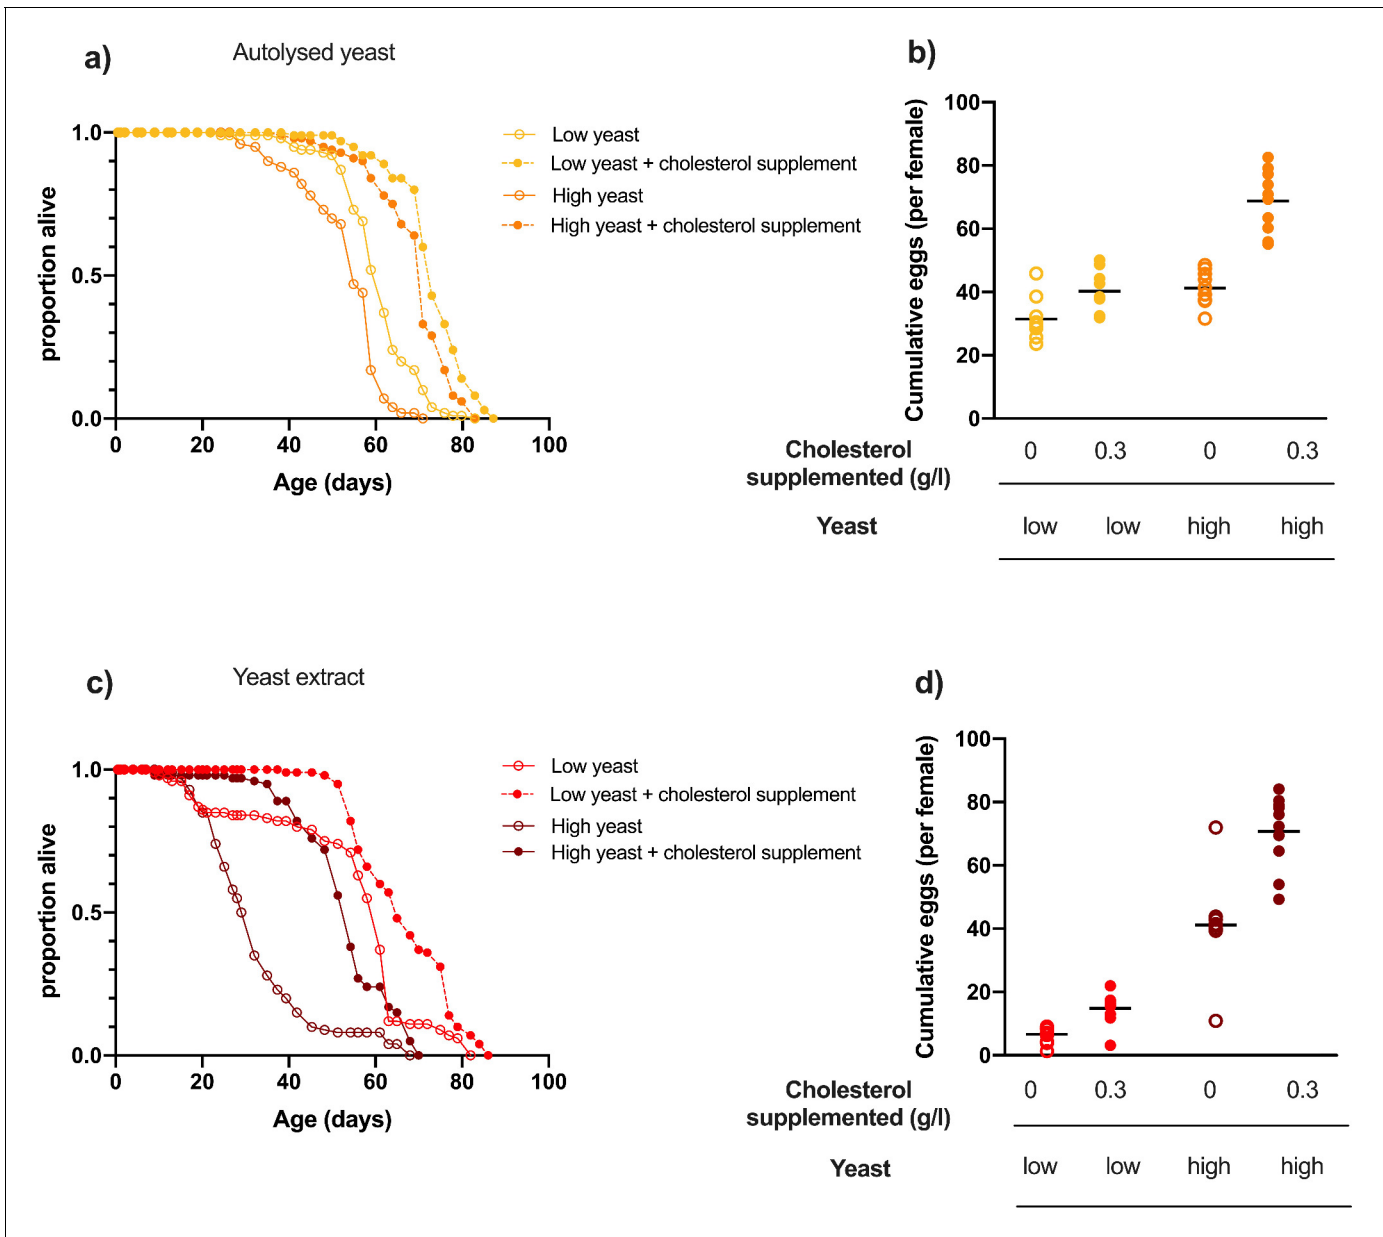 a)
Autolysed yeast
1.0
0.5
0.0
proportion alive
0 20 40 60 80 100
Age (days)
Low yeast
Low yeast + cholesterol supplement
High yeast
High yeast + cholesterol supplement
b)
100
80
60
40
20
0
Cumulative eggs (per female)
Cholesterol
supplemented (g/l)
0 0.3 0 0.3
Yeast
low low high high
c)
Yeast extract
1.0
0.5
0.0
proportion alive
0 20 40 60 80 100
Age (days)
Low yeast
Low yeast + cholesterol supplement
High yeast
High yeast + cholesterol supplement
d)
100
80
60
40
20
0
Cumulative eggs (per female)
Cholesterol
supplemented (g/l)
0 0.3 0 0.3
Yeast
low low high high